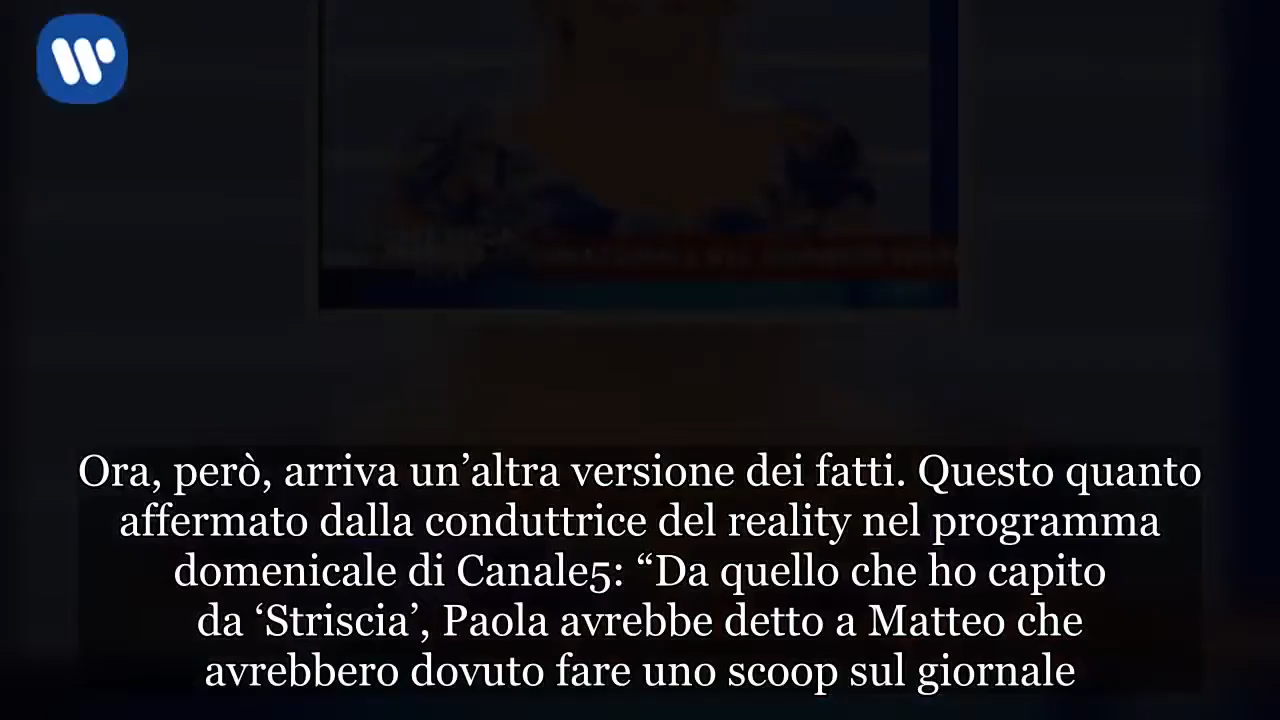 Ora, però, arriva un’altra versione dei fatti. Questo quanto
affermato dalla conduttrice del reality nel programma
domenicale di Canale5: “Da quello che ho capito
da ‘Striscia’, Paola avrebbe detto a Matteo che
avrebbero dovuto fare uno scoop sul giornale